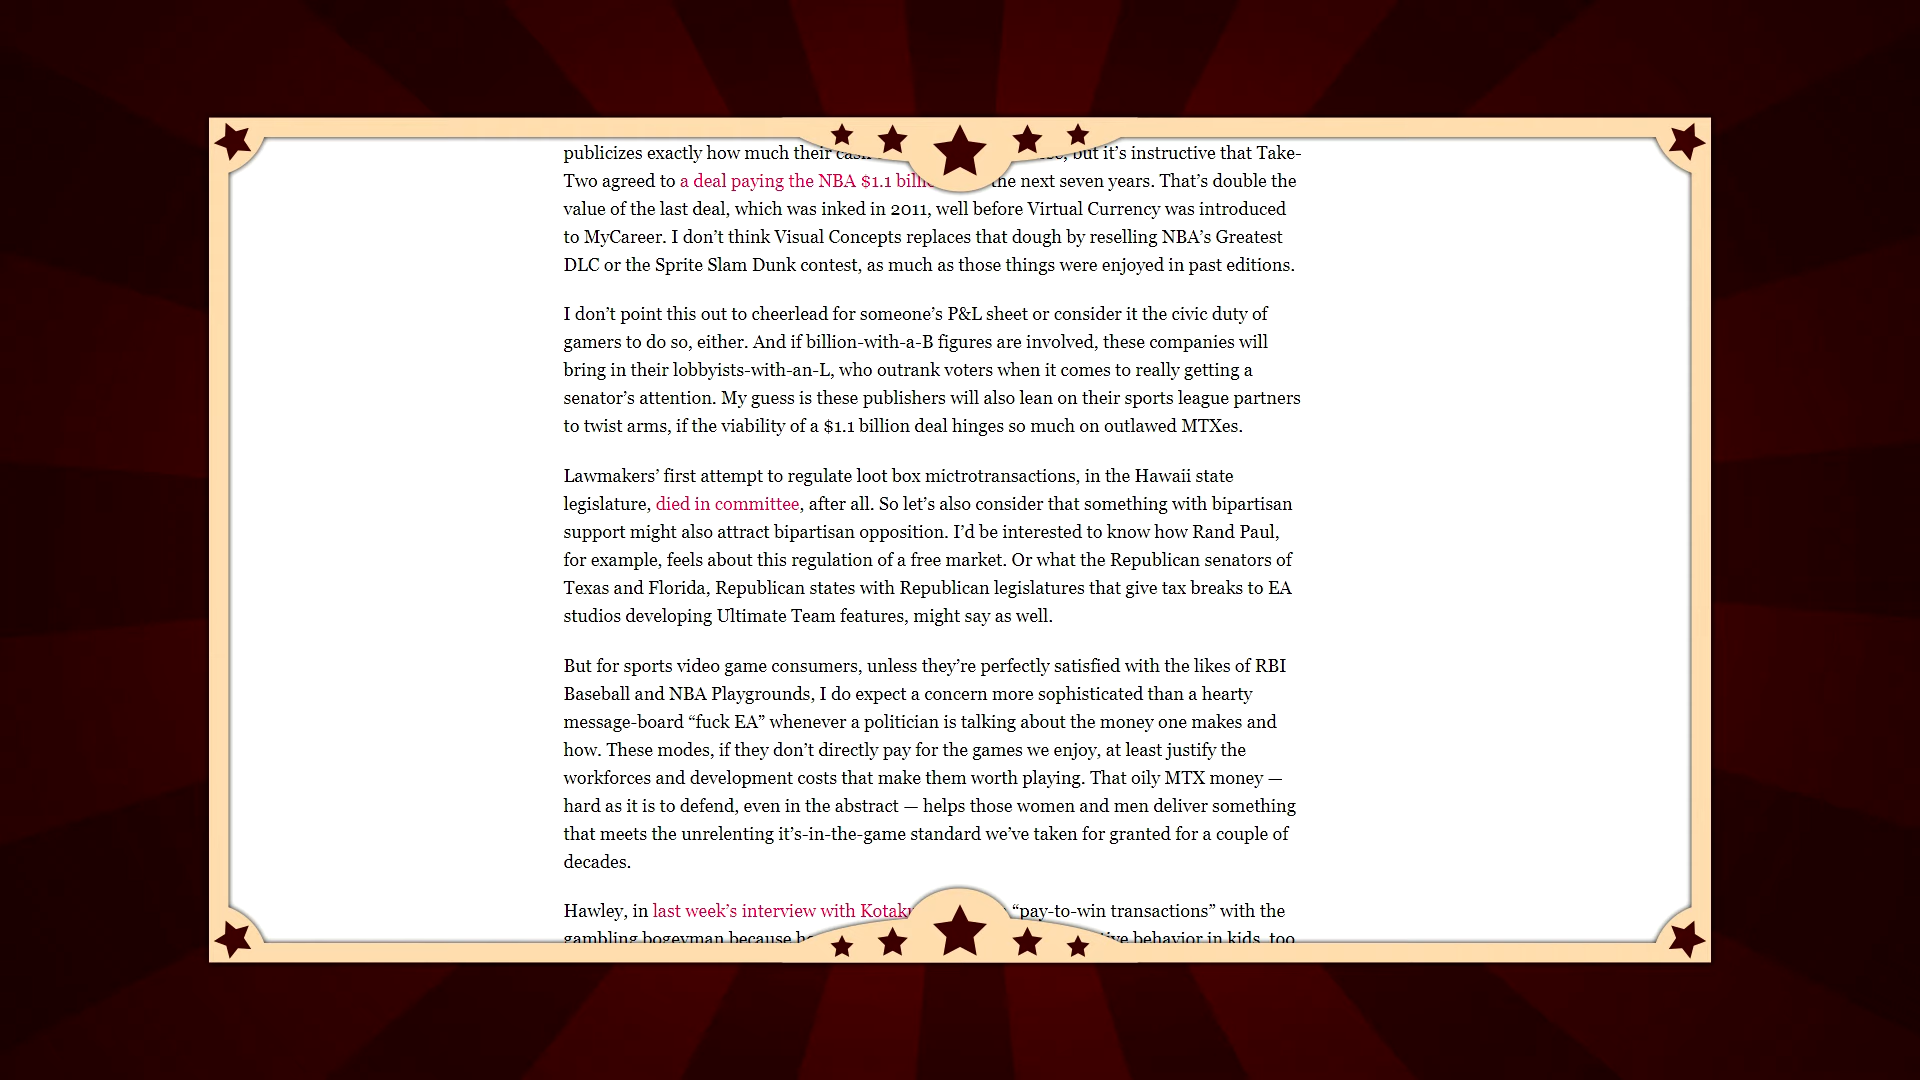 publicizes exactly how much their but it's instructive that Take-
Two agreed to a deal paying the NBA $1.1 the next seven years. That's double the
value of the last deal, which was inked in 2011, well before Virtual Currency was introduced
to MyCareer. I don't think Visual Concepts replaces that dough by reselling NBA's Greatest
DLC or the Sprite Slam Dunk contest, as much as those things were enjoyed in past editions.
I don't point this out to cheerlead for someone's P&L sheet or consider it the civic duty of
gamers to do so, either. And if billion-with-a-B figures are involved, these companies will
bring in their lobbyists-with-an-L, who outrank voters when it comes to really getting a
senator's attention. My guess is these publishers will also lean on their sports league partners
to twist arms, if the viability of a $1.1 billion deal hinges so much on outlawed MTXes.
Lawmakers' first attempt to regulate loot box mictrotransactions, in the Hawaii state
legislature, died in committee, after all. So let's also consider that something with bipartisan
support might also attract bipartisan opposition. I'd be interested to know how Rand Paul,
for example, feels about this regulation of a free market. Or what the Republican senators of
Texas and Florida, Republican states with Republican legislatures that give tax breaks to EA
studios developing Ultimate Team features, might say as well.
But for sports video game consumers, unless they're perfectly satisfied with the likes of RBI
Baseball and NBA Playgrounds, I do expect a concern more sophisticated than a hearty
message-board “fuck EA” whenever a politician is talking about the money one makes and
how. These modes, if they don't directly pay for the games we enjoy, at least justify the
workforces and development costs that make them worth playing. That oily MTX money —
hard as it is to defend, even in the abstract — helps those women and men deliver something
that meets the unrelenting it's-in-the-game standard we've taken for granted for a couple of
decades.
Hawley, in last week's interview with Kotaku “pay-to-win transactions” with the
gambling bogeyman because behavior in kids, too